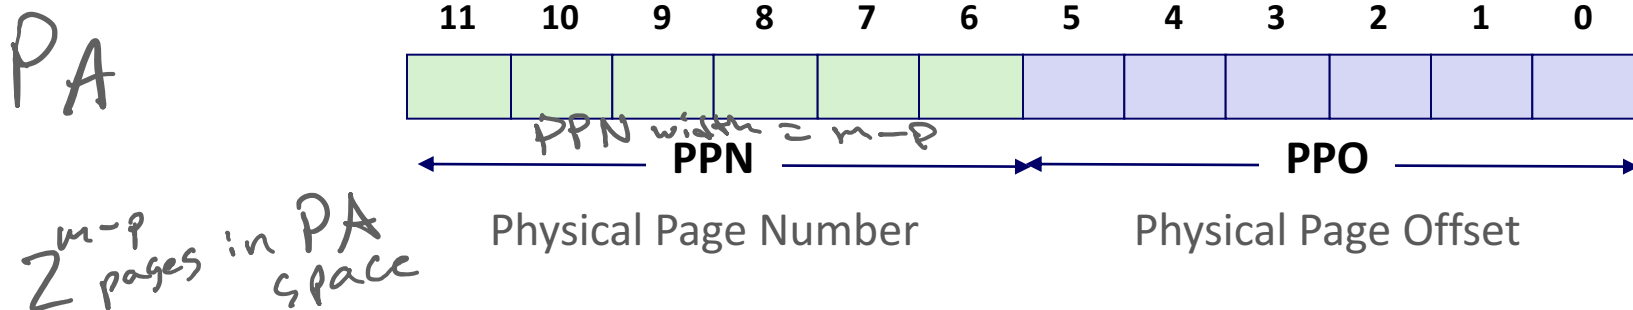 PA
11 10 9 8 7 6 5 4 3 2 1 0
PPN width = m-p
PPN PPO
Physical Page Number Physical Page Offset
2^m-p pages in PA
space